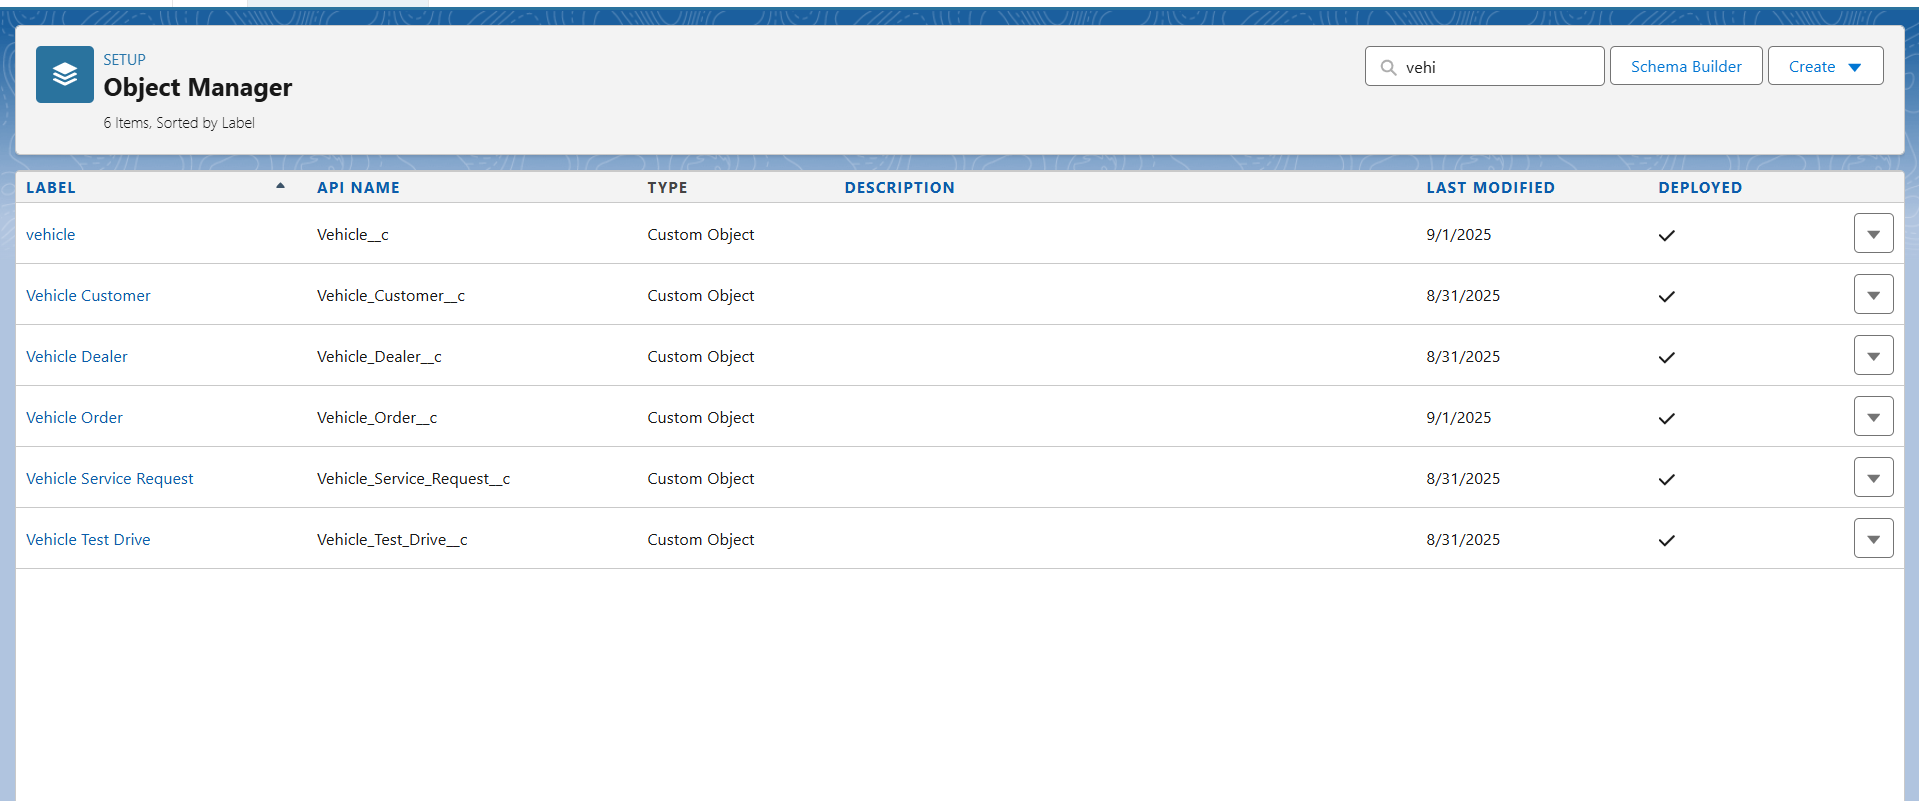 SETUP
Object Manager
6 Items, Sorted by Label
vehi
Schema Builder
Create
LABEL API NAME TYPE DESCRIPTION LAST MODIFIED DEPLOYED
vehicle Vehicle__c Custom Object 9/1/2025
Vehicle Customer Vehicle_Customer__c Custom Object 8/31/2025
Vehicle Dealer Vehicle_Dealer__c Custom Object 8/31/2025
Vehicle Order Vehicle_Order__c Custom Object 9/1/2025
Vehicle Service Request Vehicle_Service_Request__c Custom Object 8/31/2025
Vehicle Test Drive Vehicle_Test_Drive__c Custom Object 8/31/2025